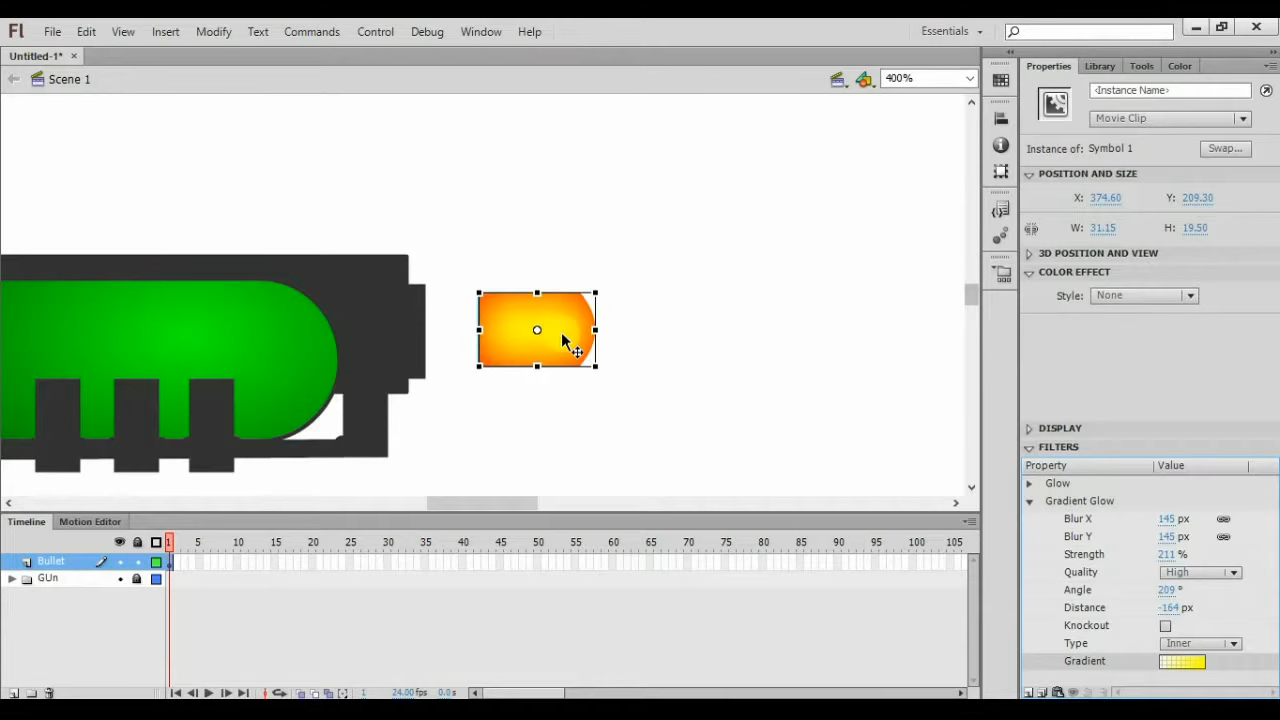 Fl File Edit View Insert Modify Text Commands Control Debug Window Help Essentials
Untitled-1*
Scene 1 400%
Properties Library Tools Color
<Instance Name>
Movie Clip
Instance of: Symbol 1 Swap...
POSITION AND SIZE
X: 374.60 Y: 209.30
W: 31.15 H: 19.50
3D POSITION AND VIEW
COLOR EFFECT
Style: None
DISPLAY
FILTERS
Property Value
Glow
Gradient Glow
Blur X 145 px
Blur Y 145 px
Strength 211 %
Quality High
Angle 209 °
Distance -164 px
Knockout
Type Inner
Gradient
Timeline Motion Editor
1 5 10 15 20 25 30 35 40 45 50 55 60 65 70 75 80 85 90 95 100 105
Bullet
GUn
1 24.00 fps 0.0 s